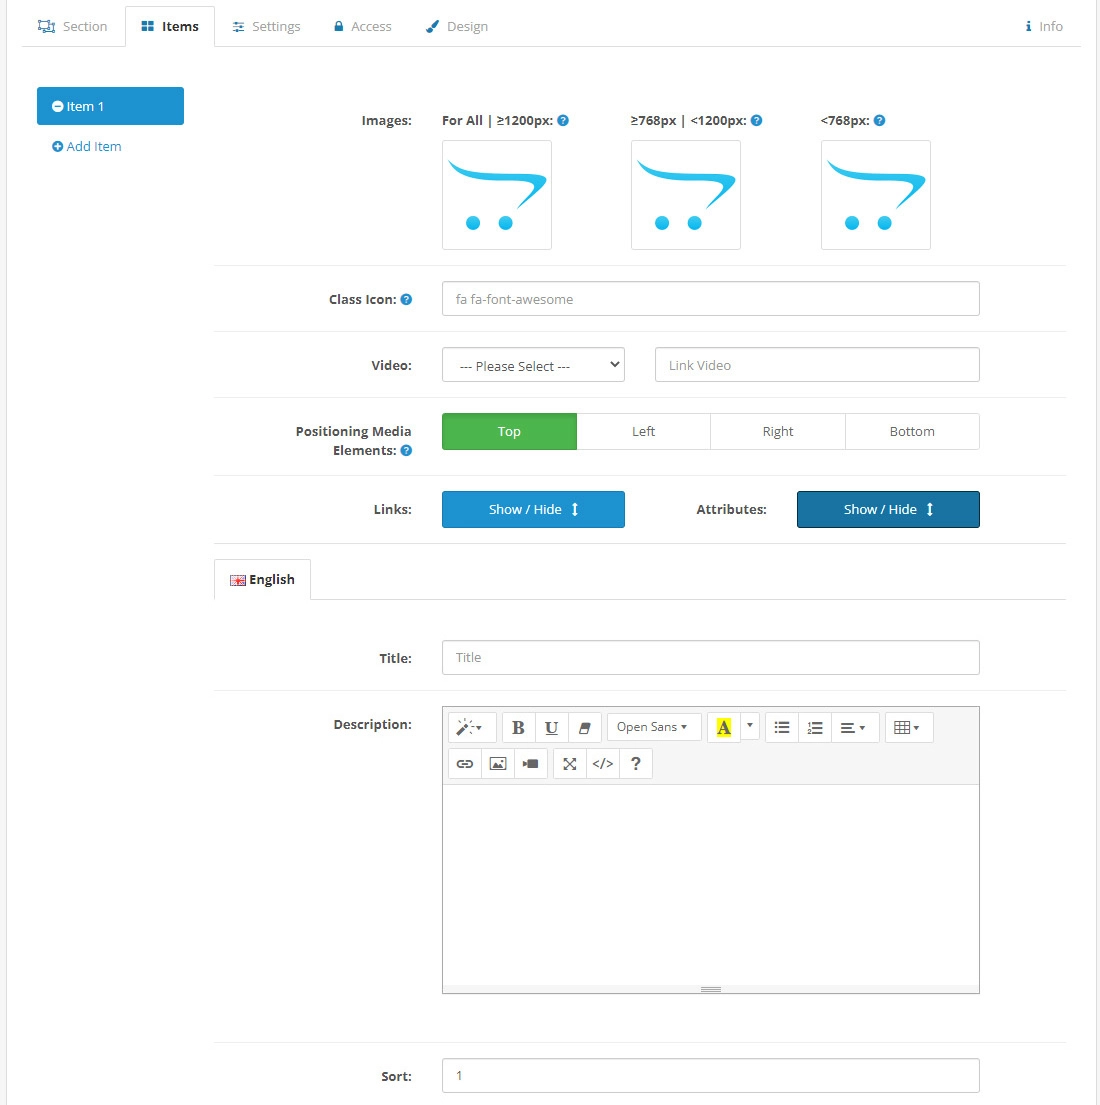 Section Items Settings Access Design Info
Item 1
Add Item
Images: For All | ≥1200px: ≥768px | <1200px: <768px:
Class Icon: fa fa-font-awesome
Video: --- Please Select --- Link Video
Positioning Media
Elements:
Top Left Right Bottom
Links: Show / Hide Attributes: Show / Hide
English
Title: Title
Description:
B U Open Sans A
</> ?
Sort: 1